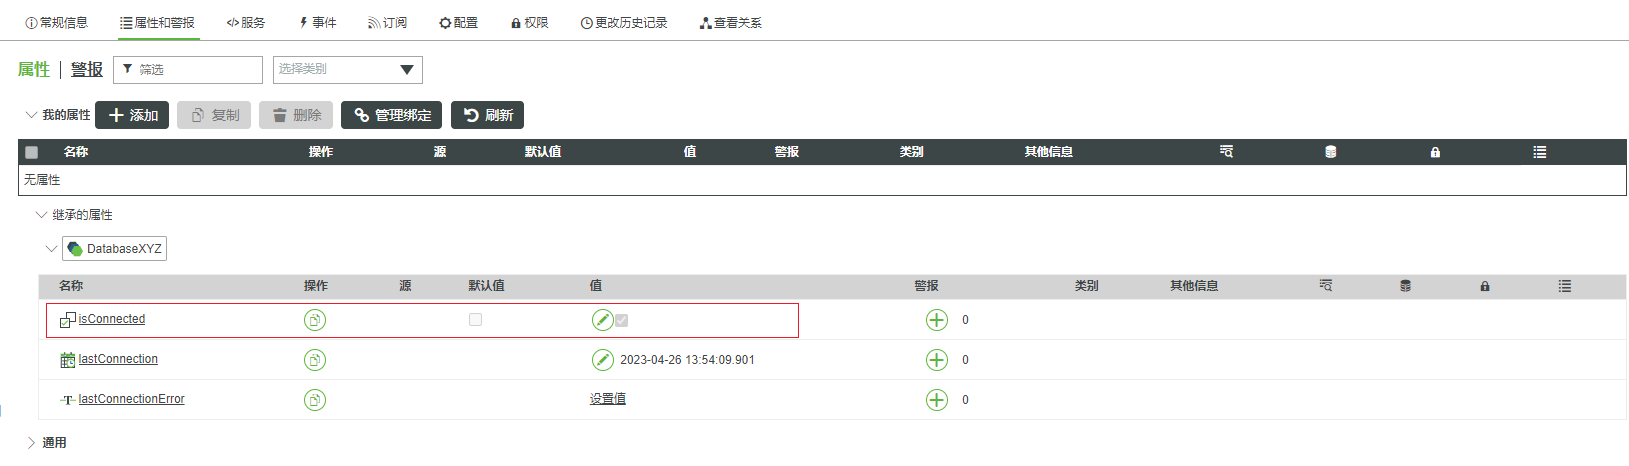 常规信息 属性和警报 服务 事件 订阅 配置 权限 更改历史记录 查看关系
属性 | 警报 筛选 选择类别
我的属性 添加 复制 删除 管理绑定 刷新
名称 操作 源 默认值 值 警报 类别 其他信息
无属性
继承的属性
DatabaseXYZ
名称 操作 源 默认值 值 警报 类别 其他信息
isConnected 0
lastConnection 2023-04-26 13:54:09.901 0
lastConnectionError 设置值 0
通用